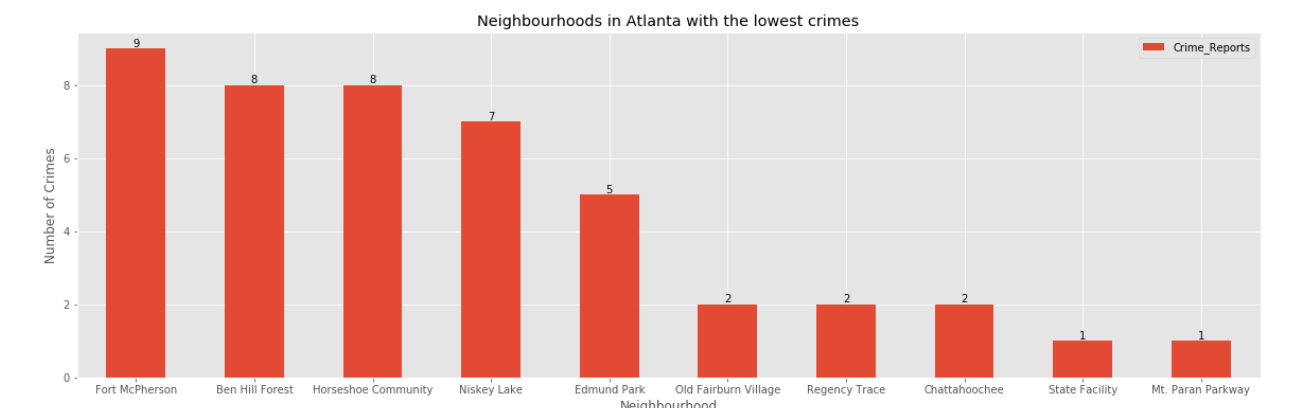 Neighbourhoods in Atlanta with the lowest crimes
Crime_Reports
9
8
8
7
5
2
2
2
1
1
Number of Crimes
8
6
4
2
0
Fort McPherson
Ben Hill Forest
Horseshoe Community
Niskey Lake
Edmund Park
Old Fairburn Village
Regency Trace
Chattahoochee
State Facility
Mt. Paran Parkway
Neighbourhood